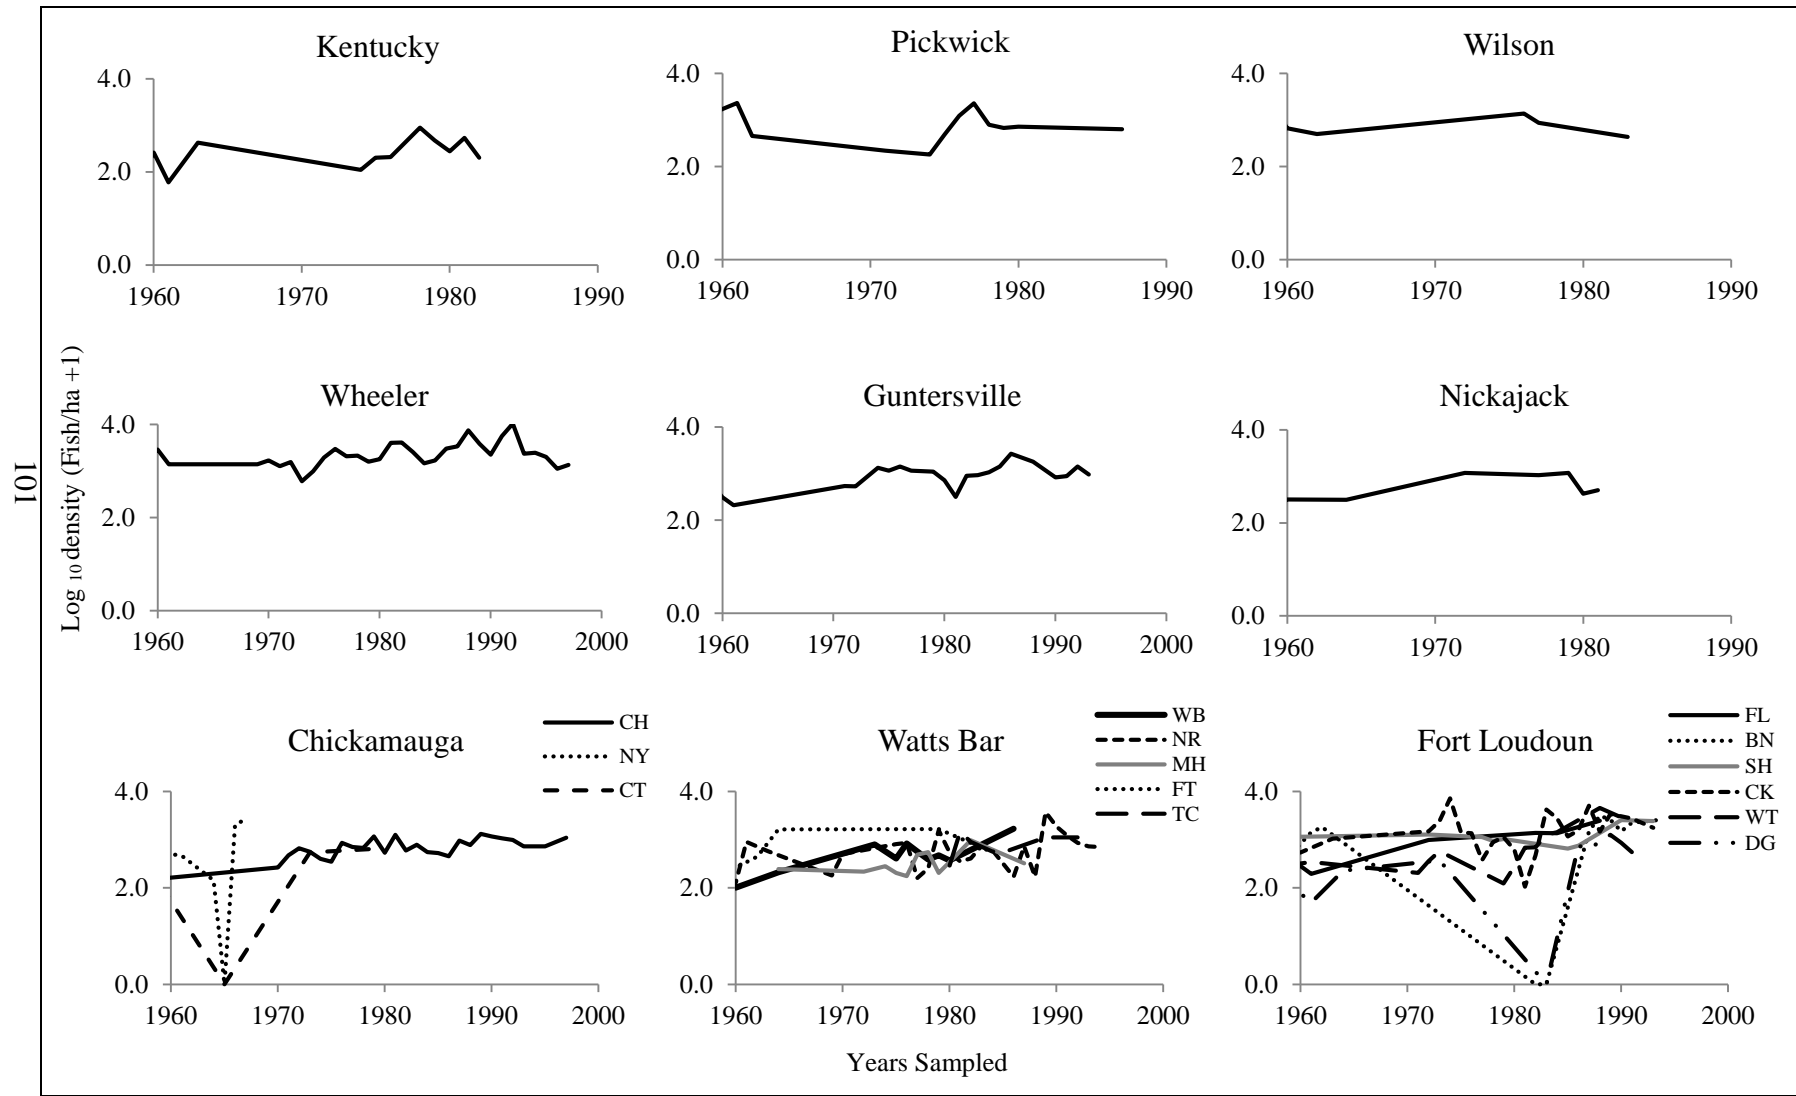 Kentucky
4.0
2.0
0.0
1960 1970 1980 1990
Pickwick
4.0
2.0
0.0
1960 1970 1980 1990
Wilson
4.0
2.0
0.0
1960 1970 1980 1990
Log 10 density (Fish/ha +1)
101
Wheeler
4.0
2.0
0.0
1960 1970 1980 1990 2000
Guntersville
4.0
2.0
0.0
1960 1970 1980 1990 2000
Nickajack
4.0
2.0
0.0
1960 1970 1980 1990
Chickamauga
CH
NY
CT
4.0
2.0
0.0
1960 1970 1980 1990 2000
Watts Bar
WB
NR
MH
FT
TC
4.0
2.0
0.0
1960 1970 1980 1990 2000
Fort Loudoun
FL
BN
SH
CK
WT
DG
4.0
2.0
0.0
1960 1970 1980 1990 2000
Years Sampled